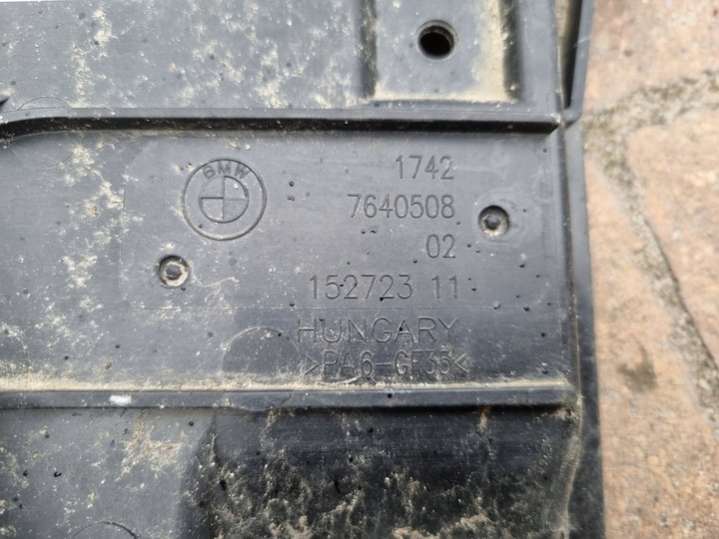 BMW
1742
7640508
02
152723 11
HUNGARY
>PA6-GF35<